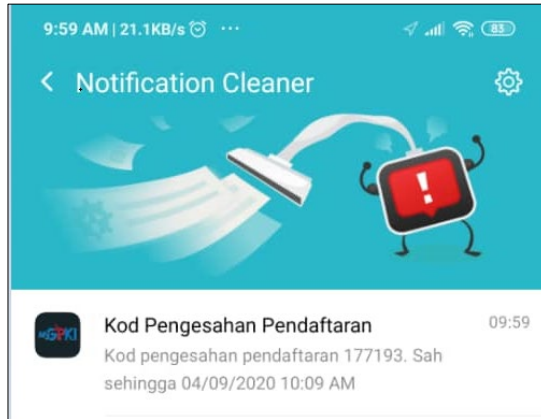 9:59 AM | 21.1KB/s ... 83
Notification Cleaner
!
myGPKI
Kod Pengesahan Pendaftaran 09:59
Kod pengesahan pendaftaran 177193. Sah
sehingga 04/09/2020 10:09 AM